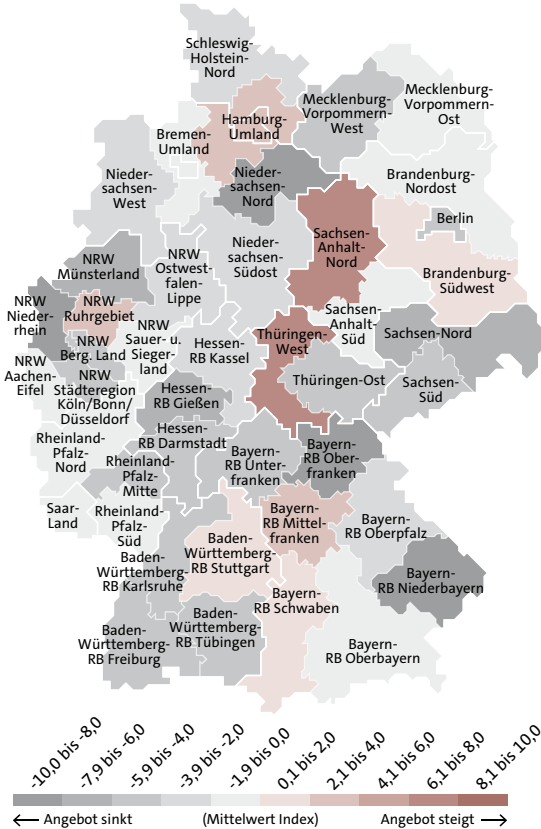 Schleswig-
Holstein-
Nord
Mecklenburg-
Vorpommern-
Ost
Mecklenburg-
Vorpommern-
West
Hamburg-
Umland
Bremen-
Umland
Nieder-
sachsen-
West
Nieder-
sachsen-
Nord
Brandenburg-
Nordost
Berlin
Sachsen-
Anhalt-
Nord
Nieder-
sachsen-
Südost
Brandenburg-
Südwest
NRW
Münsterland
NRW
Ostwest-
falen-
Lippe
NRW
Nieder-
rhein
NRW
Ruhrgebiet
NRW
Sauer- u.
Sieger-
land
NRW
Berg. Land
Hessen-
RB Kassel
Thüringen-
West
Sachsen-
Anhalt-
Süd
Sachsen-Nord
NRW
Aachen-
Eifel
NRW
Städteregion
Köln/Bonn/
Düsseldorf
Hessen-
RB Gießen
Thüringen-Ost
Sachsen-
Süd
Rheinland-
Pfalz-
Nord
Hessen-
RB Darmstadt
Rheinland-
Pfalz-
Mitte
Bayern-
RB Unter-
franken
Bayern-
RB Ober-
franken
Saar-
Land
Rheinland-
Pfalz-
Süd
Bayern-
RB Mittel-
franken
Bayern-
RB Oberpfalz
Baden-
Württemberg-
RB Stuttgart
Baden-
Württemberg-
RB Karlsruhe
Bayern-
RB Niederbayern
Bayern-
RB Schwaben
Baden-
Württemberg-
RB Tübingen
Baden-
Württemberg-
RB Freiburg
Bayern-
RB Oberbayern
-10,0 bis -8,0
-7,9 bis -6,0
-5,9 bis -4,0
-3,9 bis -2,0
-1,9 bis 0,0
0,1 bis 2,0
2,1 bis 4,0
4,1 bis 6,0
6,1 bis 8,0
8,1 bis 10,0
← Angebot sinkt (Mittelwert Index) Angebot steigt →